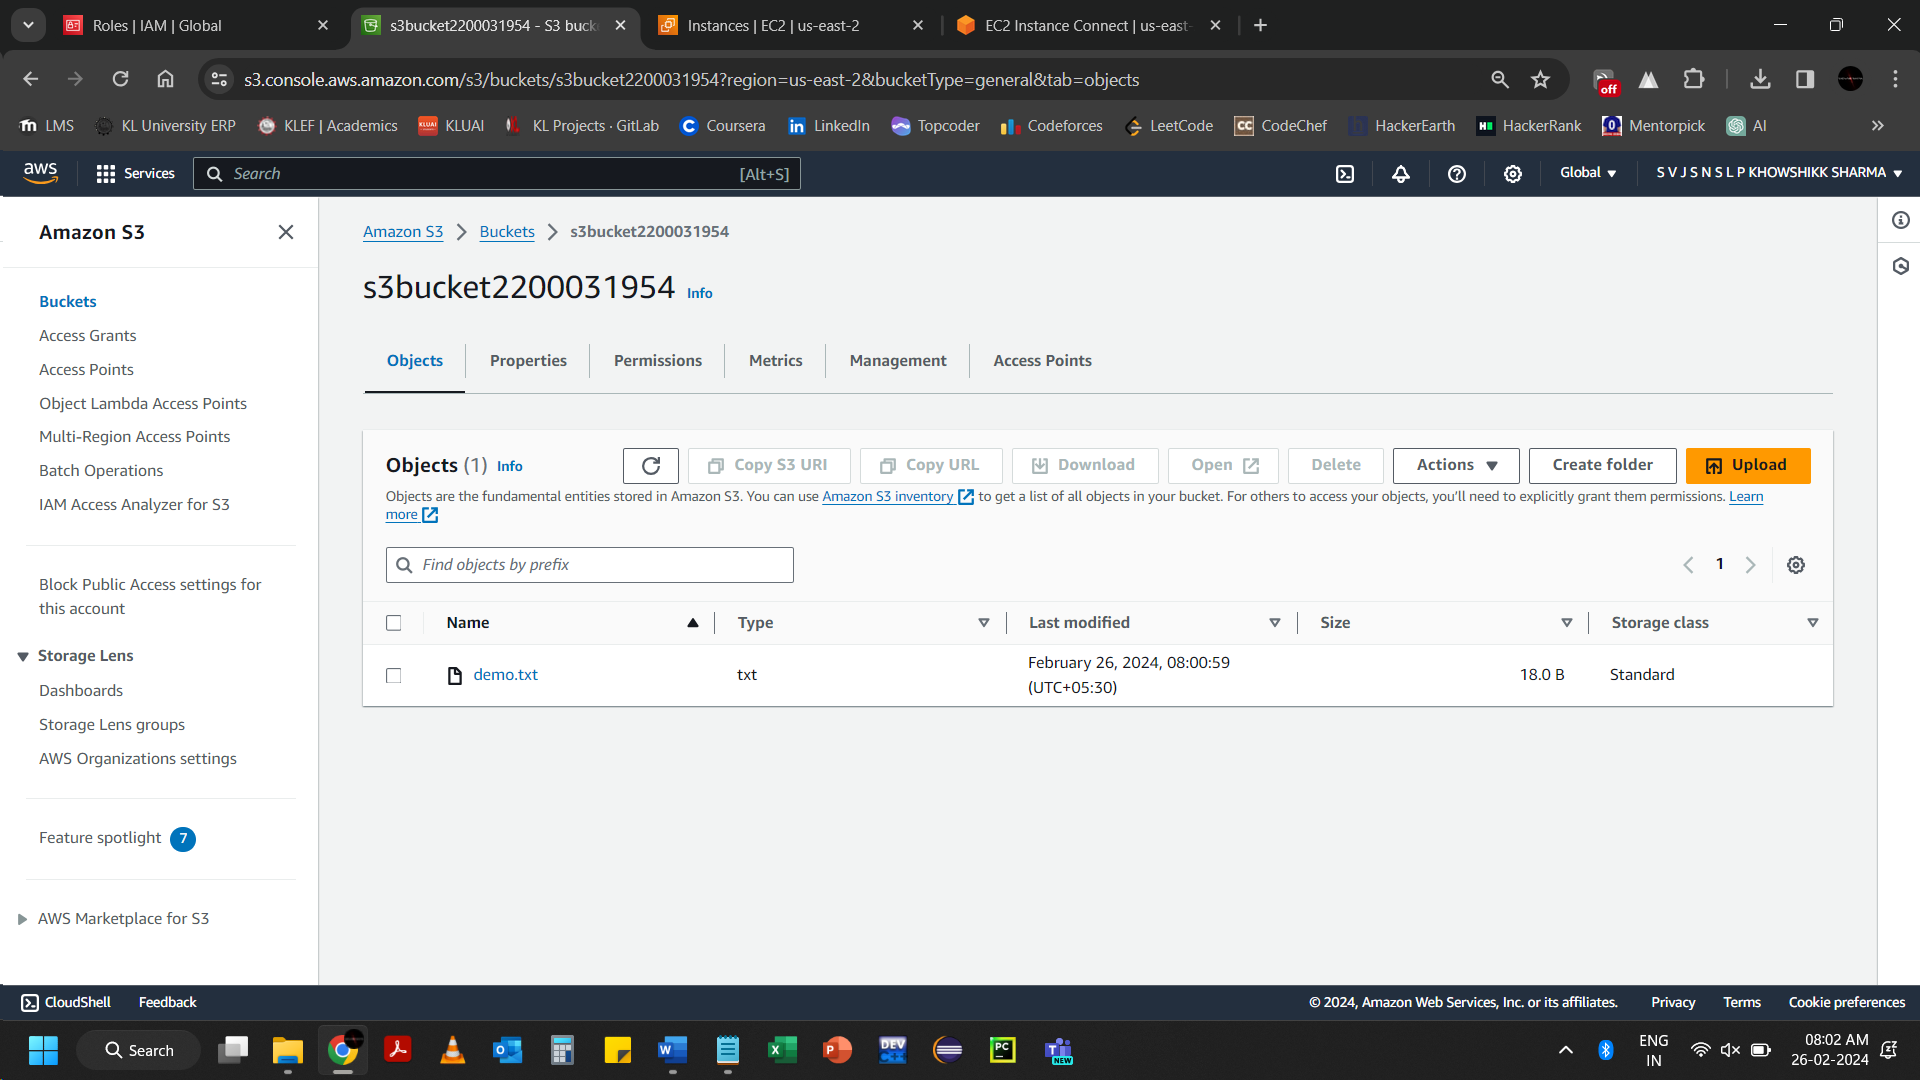 Roles | IAM | Global
s3bucket2200031954 - S3 buck
Instances | EC2 | us-east-2
EC2 Instance Connect | us-east-
s3.console.aws.amazon.com/s3/buckets/s3bucket2200031954?region=us-east-2&bucketType=general&tab=objects
off
LMS
KL University ERP
KLEF | Academics
KLUAI
KL Projects · GitLab
Coursera
LinkedIn
Topcoder
Codeforces
LeetCode
CodeChef
HackerEarth
HackerRank
Mentorpick
AI
aws
Services
Search
[Alt+S]
Global
S V J S N S L P KHOWSHIKK SHARMA
Amazon S3
Buckets
Access Grants
Access Points
Object Lambda Access Points
Multi-Region Access Points
Batch Operations
IAM Access Analyzer for S3
Block Public Access settings for
this account
Storage Lens
Dashboards
Storage Lens groups
AWS Organizations settings
Feature spotlight 7
AWS Marketplace for S3
Amazon S3 > Buckets > s3bucket2200031954
s3bucket2200031954 Info
Objects
Properties
Permissions
Metrics
Management
Access Points
Objects (1) Info
Copy S3 URI
Copy URL
Download
Open
Delete
Actions
Create folder
Upload
Objects are the fundamental entities stored in Amazon S3. You can use Amazon S3 inventory to get a list of all objects in your bucket. For others to access your objects, you'll need to explicitly grant them permissions. Learn
more
Find objects by prefix
1
Name
Type
Last modified
Size
Storage class
demo.txt
txt
February 26, 2024, 08:00:59
(UTC+05:30)
18.0 B
Standard
CloudShell
Feedback
© 2024, Amazon Web Services, Inc. or its affiliates.
Privacy
Terms
Cookie preferences
Search
DEV
PC
NEW
ENG
IN
08:02 AM
26-02-2024